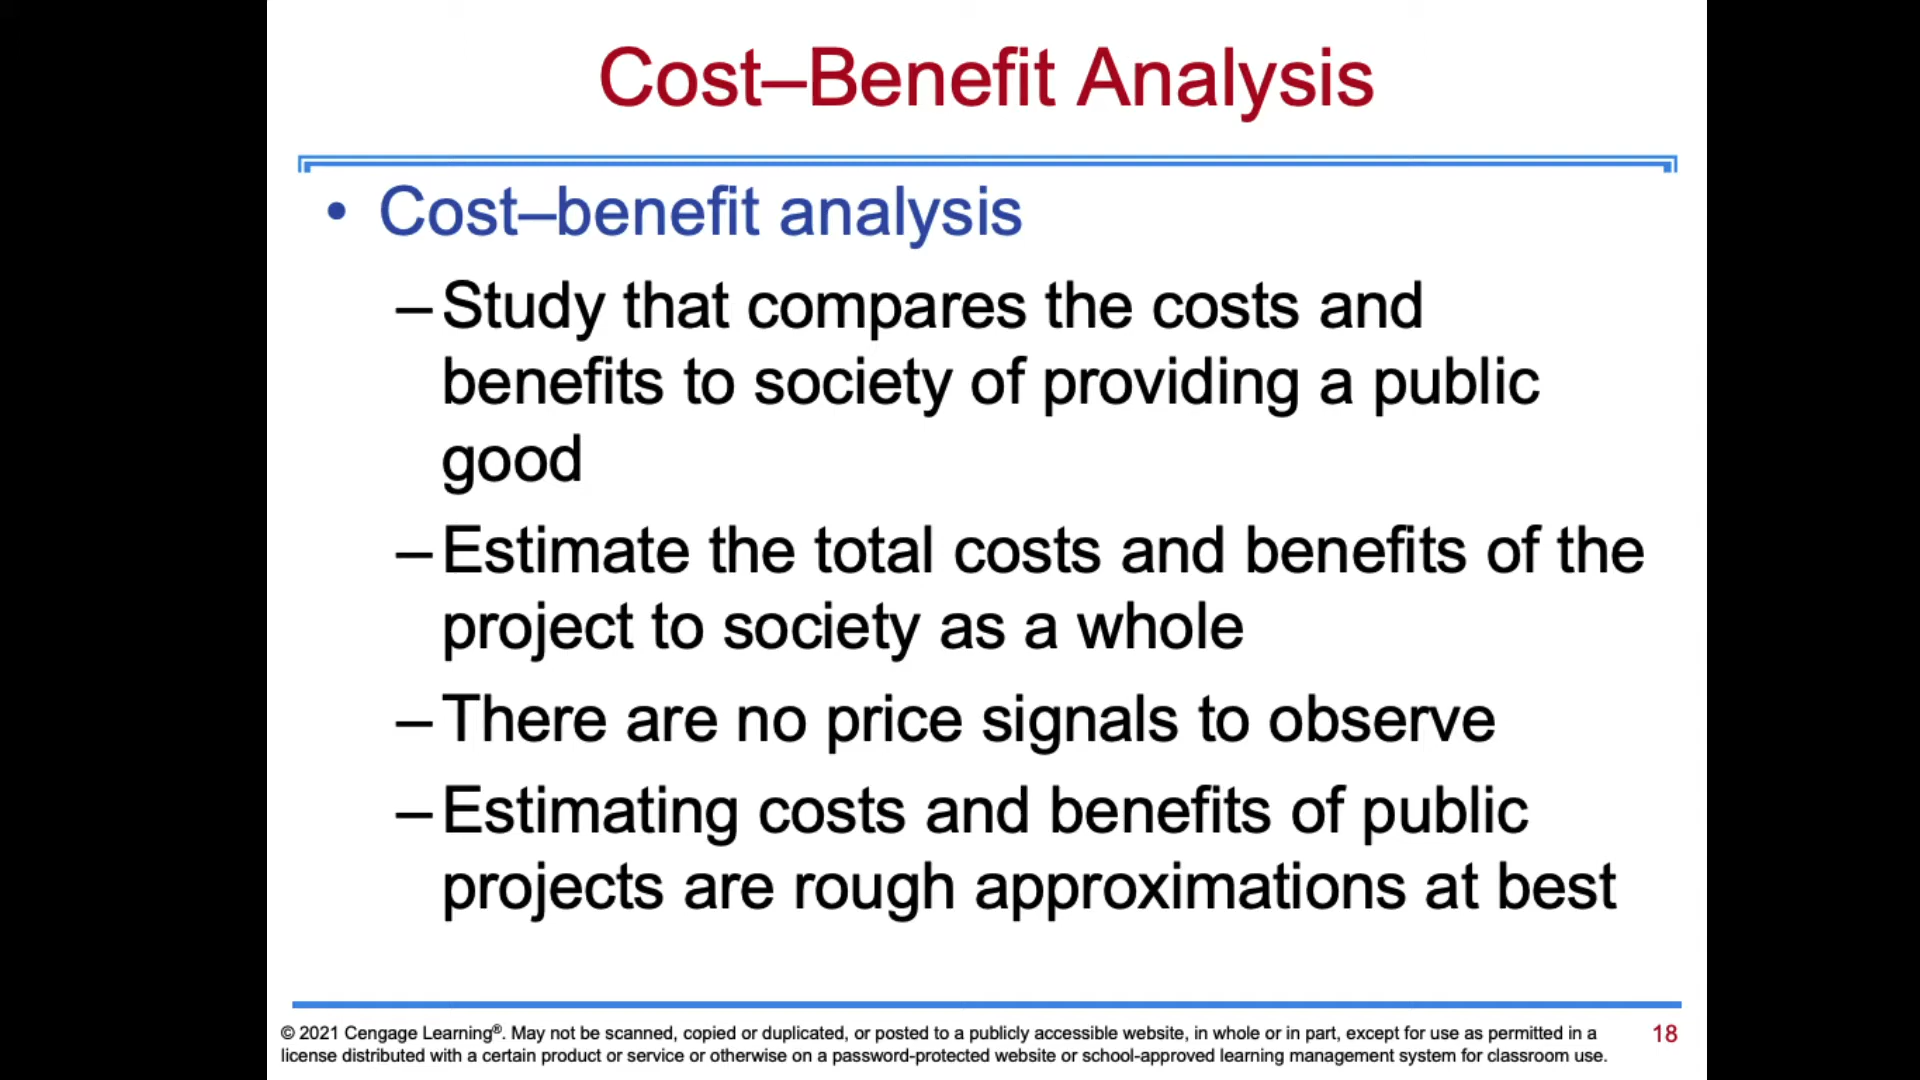 Cost–Benefit Analysis
• Cost–benefit analysis
– Study that compares the costs and
benefits to society of providing a public
good
– Estimate the total costs and benefits of the
project to society as a whole
– There are no price signals to observe
– Estimating costs and benefits of public
projects are rough approximations at best
© 2021 Cengage Learning®. May not be scanned, copied or duplicated, or posted to a publicly accessible website, in whole or in part, except for use as permitted in a
license distributed with a certain product or service or otherwise on a password-protected website or school-approved learning management system for classroom use.
18